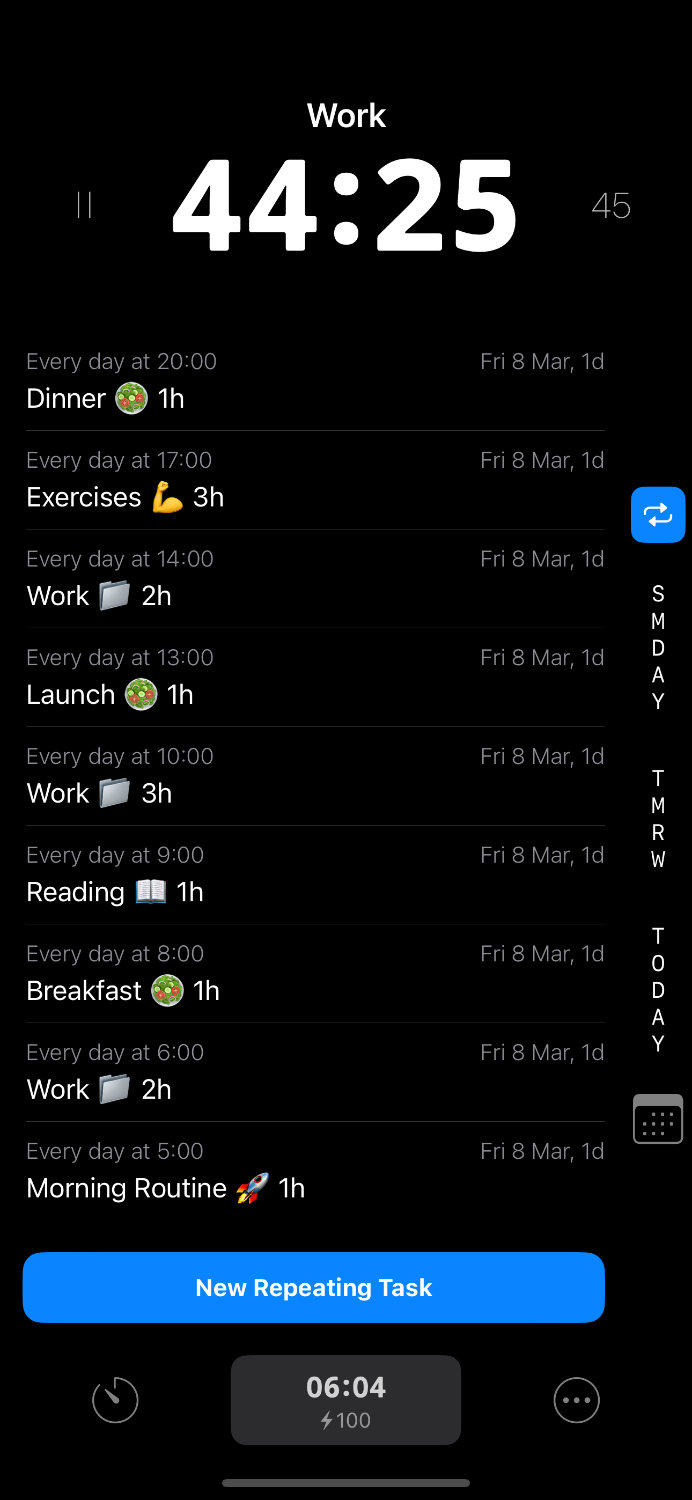 Work
44:25
45
Every day at 20:00 Fri 8 Mar, 1d
Dinner 🥗 1h
Every day at 17:00 Fri 8 Mar, 1d
Exercises 💪 3h
Every day at 14:00 Fri 8 Mar, 1d
Work 📁 2h
Every day at 13:00 Fri 8 Mar, 1d
Launch 🥗 1h
Every day at 10:00 Fri 8 Mar, 1d
Work 📁 3h
Every day at 9:00 Fri 8 Mar, 1d
Reading 📖 1h
Every day at 8:00 Fri 8 Mar, 1d
Breakfast 🥗 1h
Every day at 6:00 Fri 8 Mar, 1d
Work 📁 2h
Every day at 5:00 Fri 8 Mar, 1d
Morning Routine 🚀 1h
SMDAY
TMRW
TODAY
New Repeating Task
06:04
100